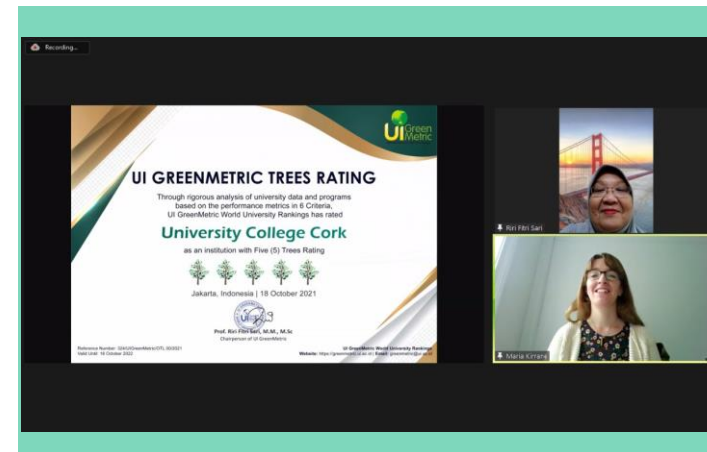 Recording...
UI Green
Metric
UI GREENMETRIC TREES RATING
Through rigorous analysis of university data and programs
based on the performance metrics in 6 Criteria,
UI GreenMetric World University Rankings has rated
University College Cork
as an institution with Five (5) Trees Rating
Jakarta, Indonesia | 18 October 2021
Prof. Riri Fitri Sari, M.M., M.Sc
Chairperson of UI GreenMetric
Valid Until: 18 October 2022
UI GreenMetric World University Rankings
Riri Fitri Sari
Maria Kirrane